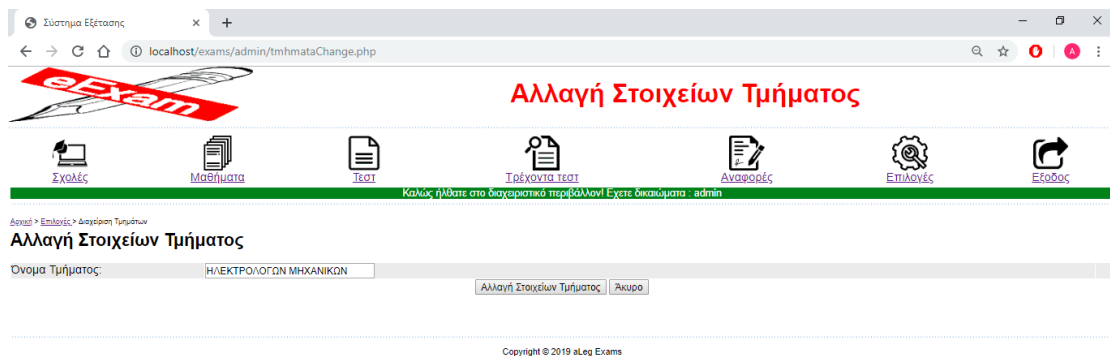 Σύστημα Εξέτασης
localhost/exams/admin/tmhmataChange.php
A
eExam
Αλλαγή Στοιχείων Τμήματος
Σχολές Μαθήματα Τεστ Τρέχοντα τεστ Αναφορές Επιλογές Εξοδος
Καλώς ήλθατε στο διαχειριστικό περιβάλλον! Εχετε δικαιώματα : admin
Αρχική > Επιλογές > Διαχείριση Τμημάτων
Αλλαγή Στοιχείων Τμήματος
Όνομα Τμήματος: ΗΛΕΚΤΡΟΛΟΓΩΝ ΜΗΧΑΝΙΚΩΝ
Αλλαγή Στοιχείων Τμήματος Άκυρο
Copyright © 2019 aLeg Exams